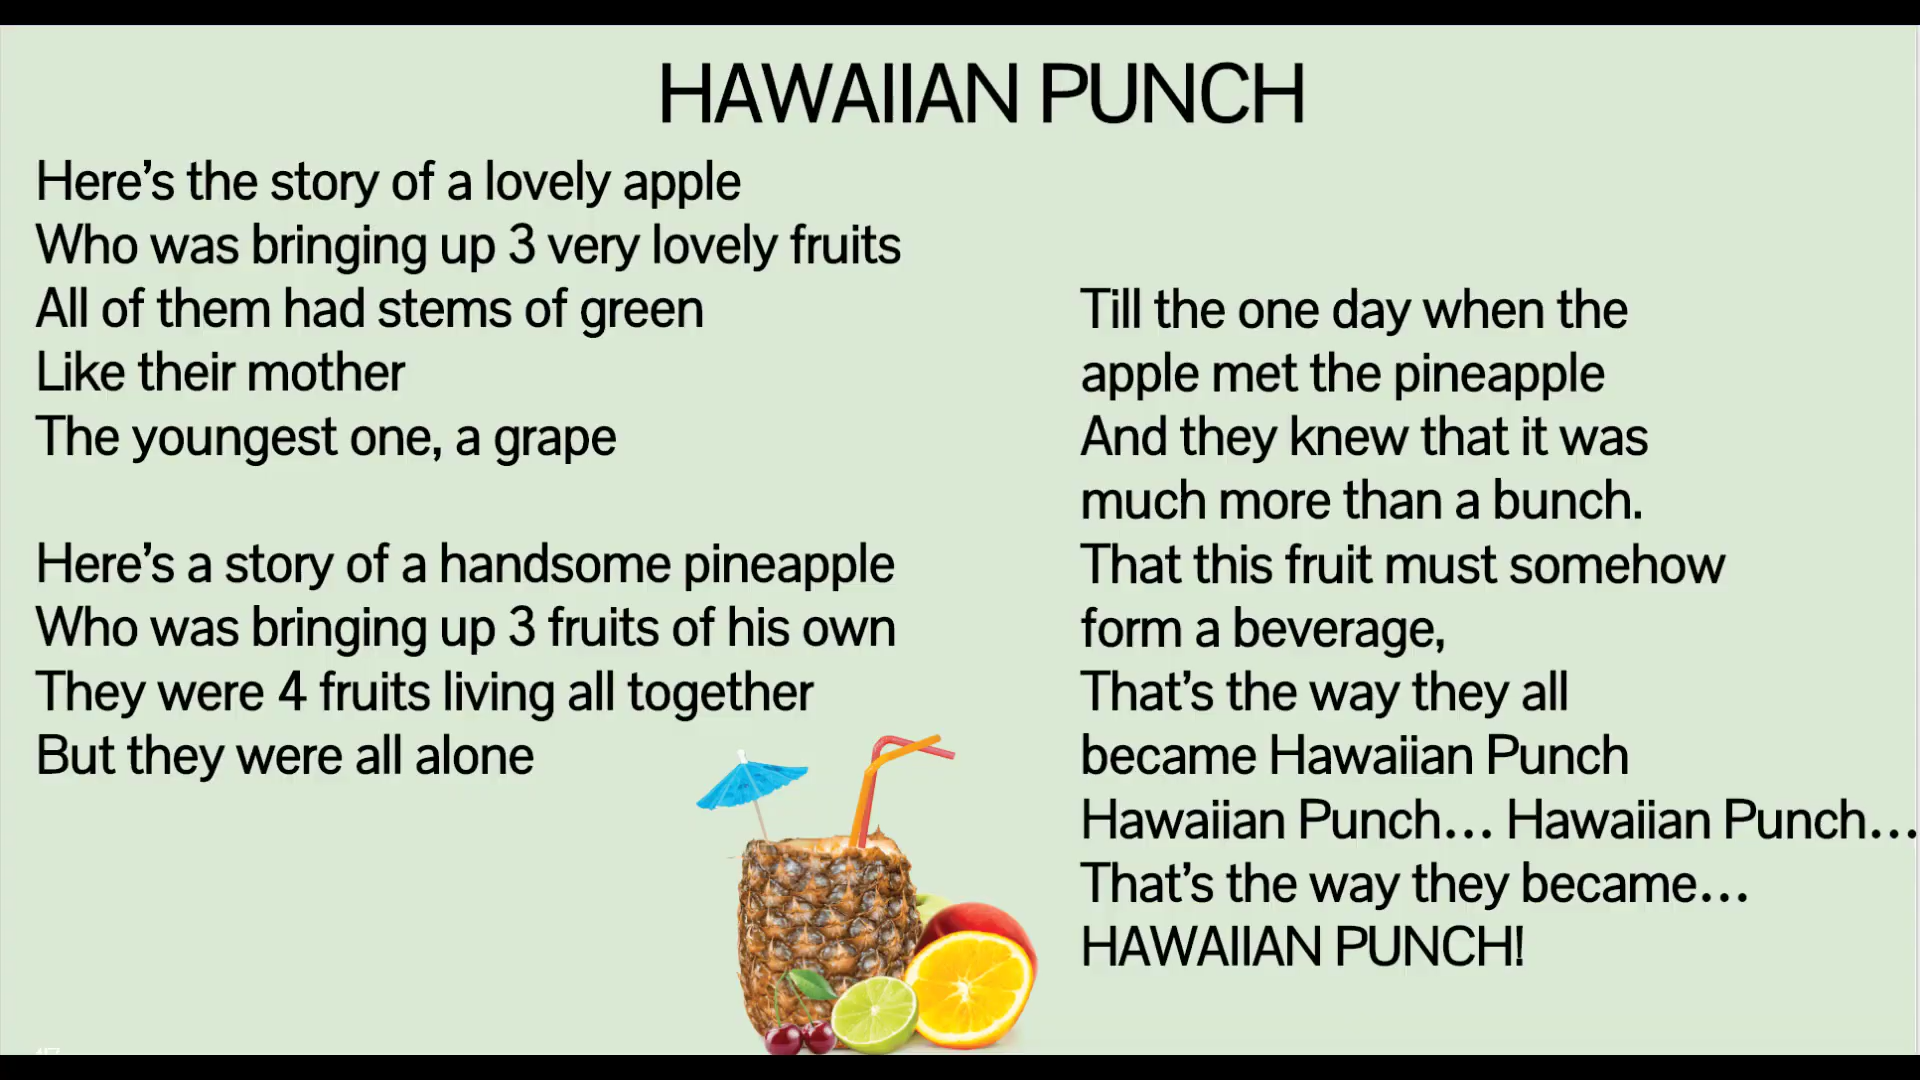 HAWAIIAN PUNCH
Here's the story of a lovely apple
Who was bringing up 3 very lovely fruits
All of them had stems of green
Like their mother
The youngest one, a grape
Here's a story of a handsome pineapple
Who was bringing up 3 fruits of his own
They were 4 fruits living all together
But they were all alone
Till the one day when the
apple met the pineapple
And they knew that it was
much more than a bunch.
That this fruit must somehow
form a beverage,
That's the way they all
became Hawaiian Punch
Hawaiian Punch… Hawaiian Punch…
That's the way they became…
HAWAIIAN PUNCH!